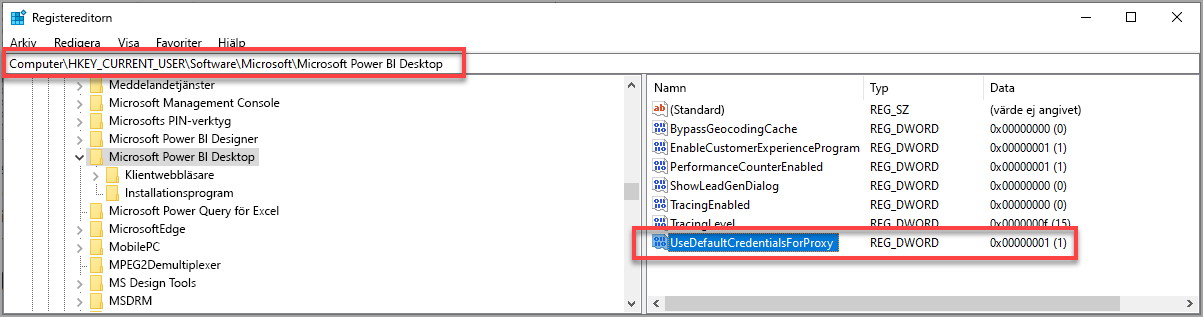 Registereditorn
Arkiv Redigera Visa Favoriter Hjälp
Computer\HKEY_CURRENT_USER\Software\Microsoft\Microsoft Power BI Desktop
Meddelandetjänster
Microsoft Management Console
Microsofts PIN-verktyg
Microsoft Power BI Designer
Microsoft Power BI Desktop
Klientwebbläsare
Installationsprogram
Microsoft Power Query för Excel
MicrosoftEdge
MobilePC
MPEG2Demultiplexer
MS Design Tools
MSDRM
Namn Typ Data
(Standard) REG_SZ (värde ej angivet)
BypassGeocodingCache REG_DWORD 0x00000000 (0)
EnableCustomerExperienceProgram REG_DWORD 0x00000001 (1)
PerformanceCounterEnabled REG_DWORD 0x00000001 (1)
ShowLeadGenDialog REG_DWORD 0x00000000 (0)
TracingEnabled REG_DWORD 0x00000000 (0)
TracingLevel REG_DWORD 0x0000000f (15)
UseDefaultCredentialsForProxy REG_DWORD 0x00000001 (1)